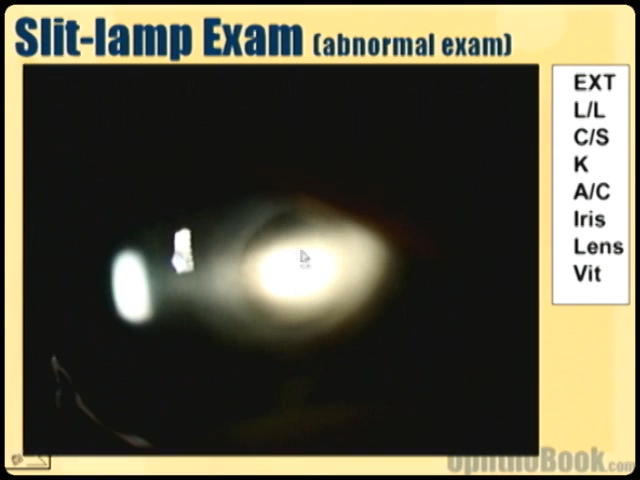 Slit-lamp Exam (abnormal exam)
EXT
L/L
C/S
K
A/C
Iris
Lens
Vit
OphthoBook.com